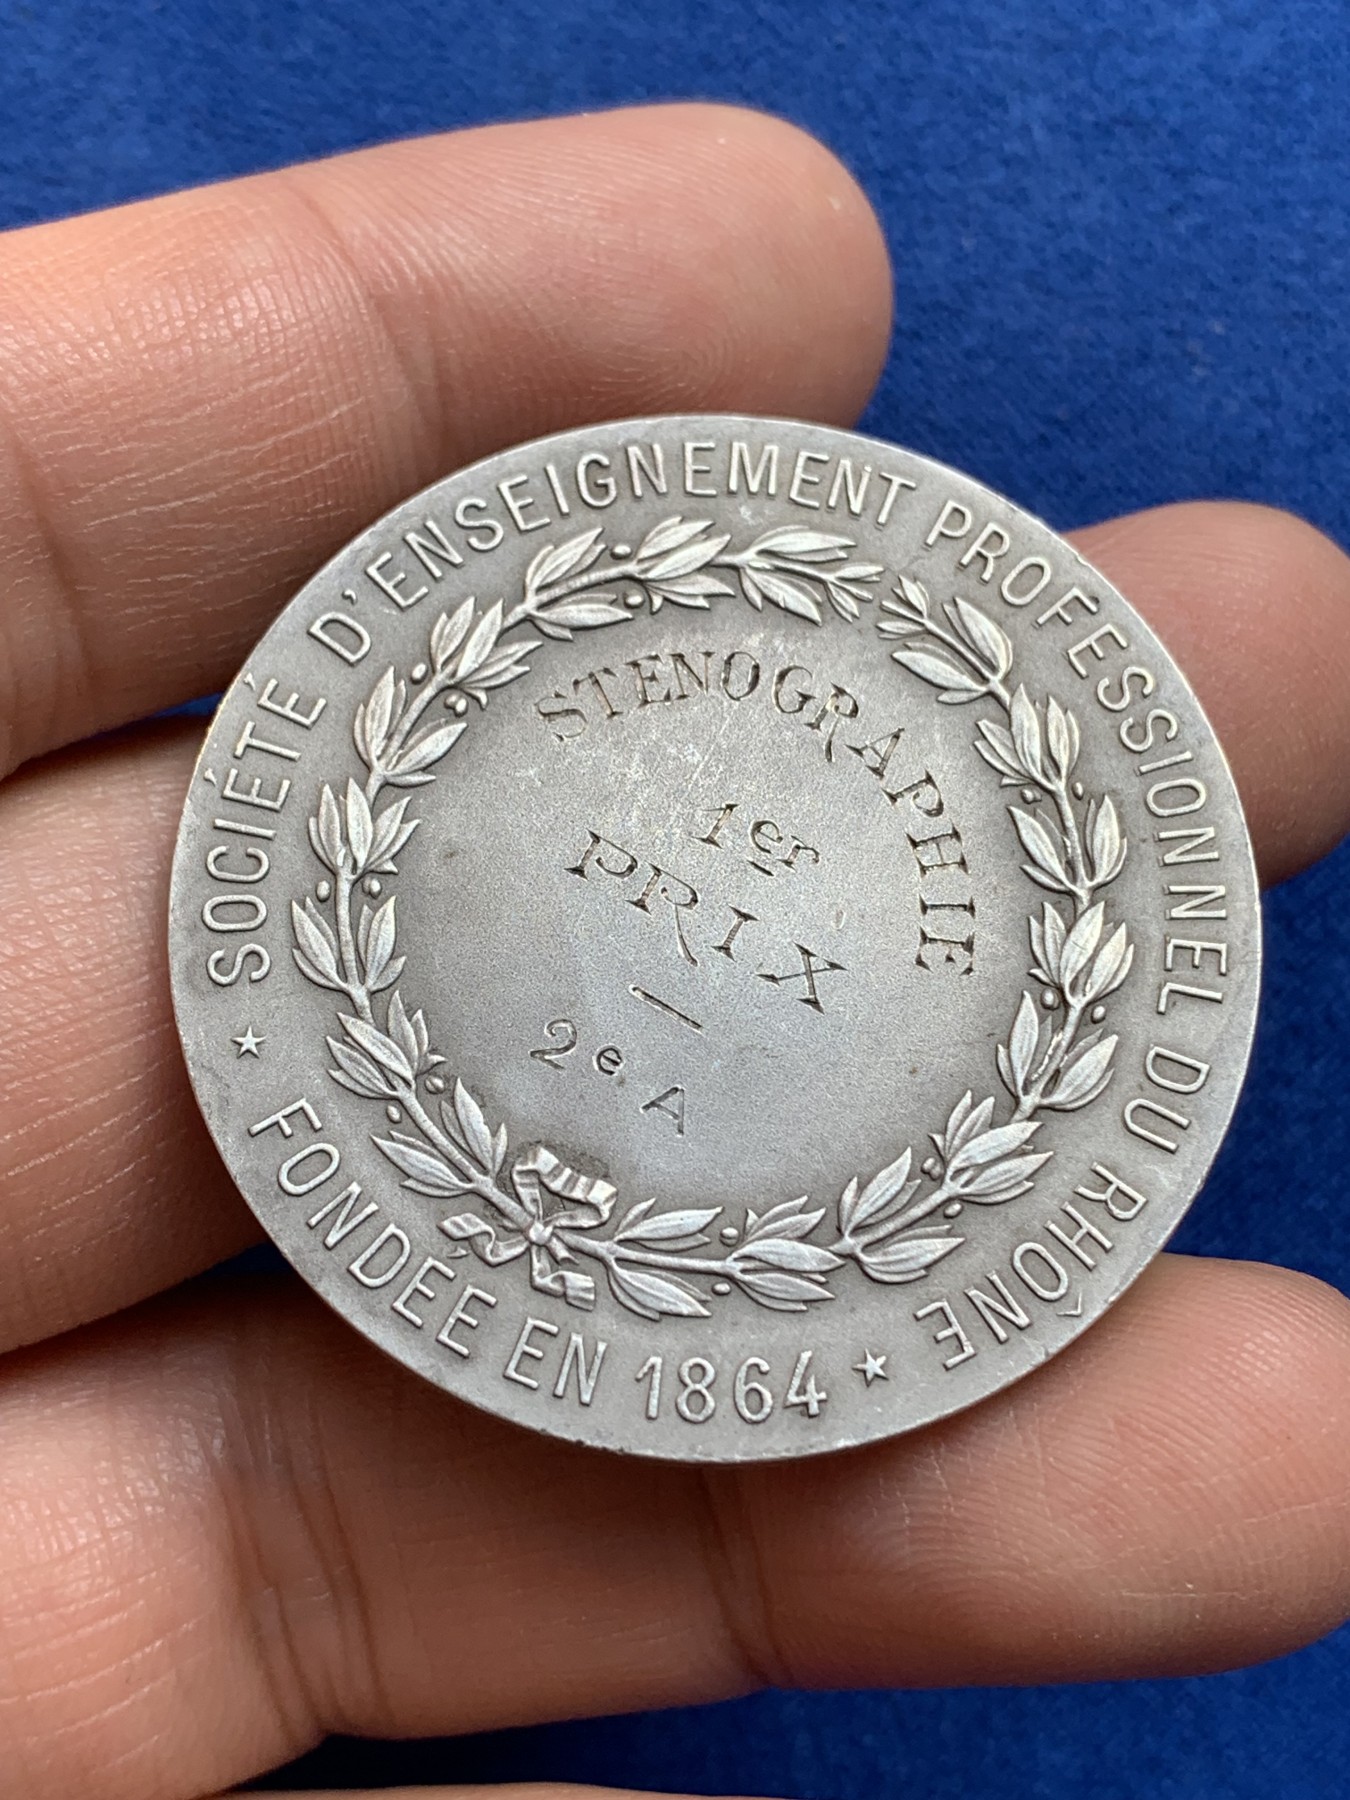 SOCIÉTÉ D'ENSEIGNEMENT PROFESSIONNEL DU RHÔNE
★ FONDÉE EN 1864 ★
STENOGRAPHIE
1er
PRIX
—
2e A